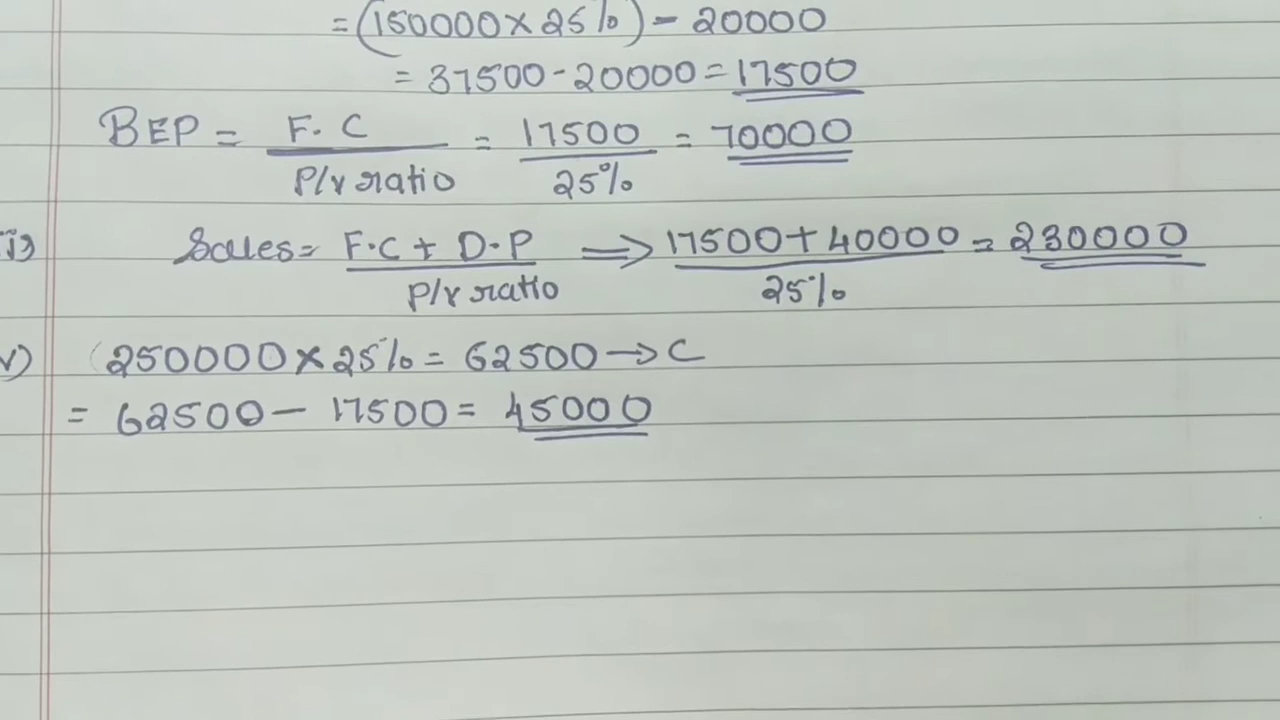 = (150000 × 25%) - 20000
= 37500 - 20000 = 17500
BEP = F.C / P/V ratio = 17500 / 25% = 70000
Sales = F.C + D.P / P/V ratio ⟹ 17500 + 40000 / 25% = 230000
250000 × 25% = 62500 → C
= 62500 - 17500 = 45000